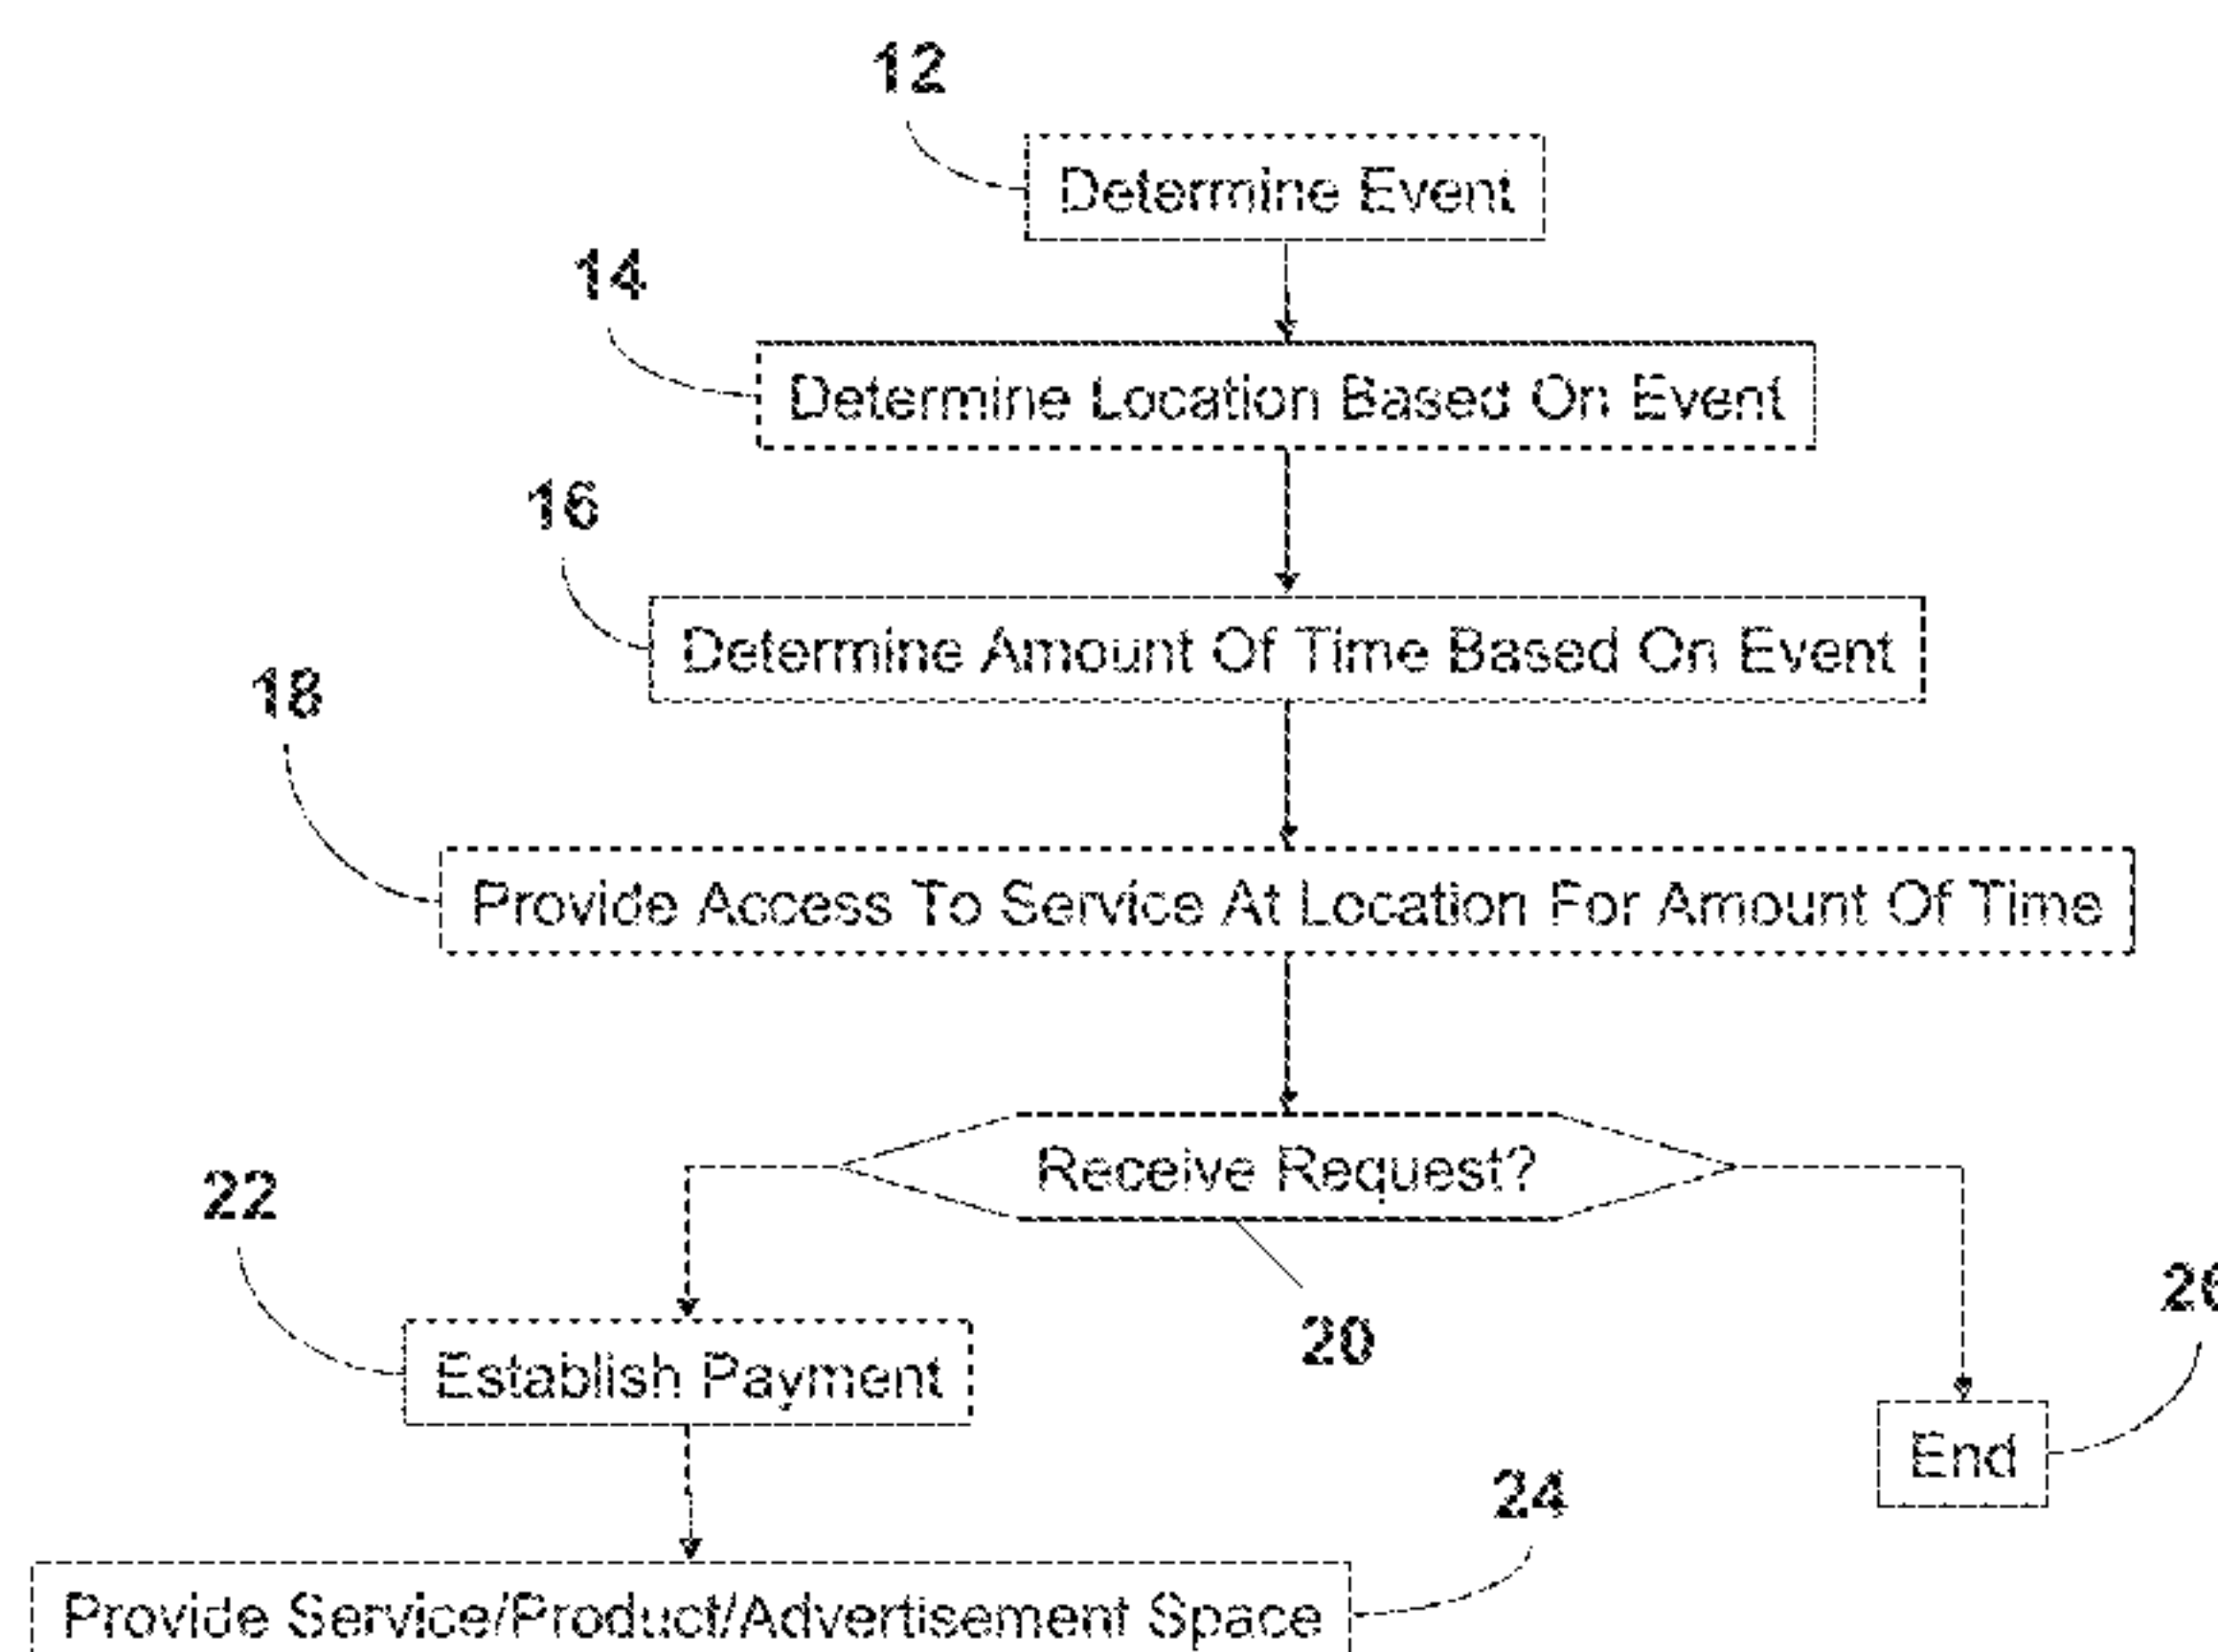 12
Determine Event
14
Determine Location Based On Event
16
Determine Amount Of Time Based On Event
18
Provide Access To Service At Location For Amount Of Time
Receive Request?
22
20
Establish Payment
End
24
Provide Service/Product/Advertisement Space